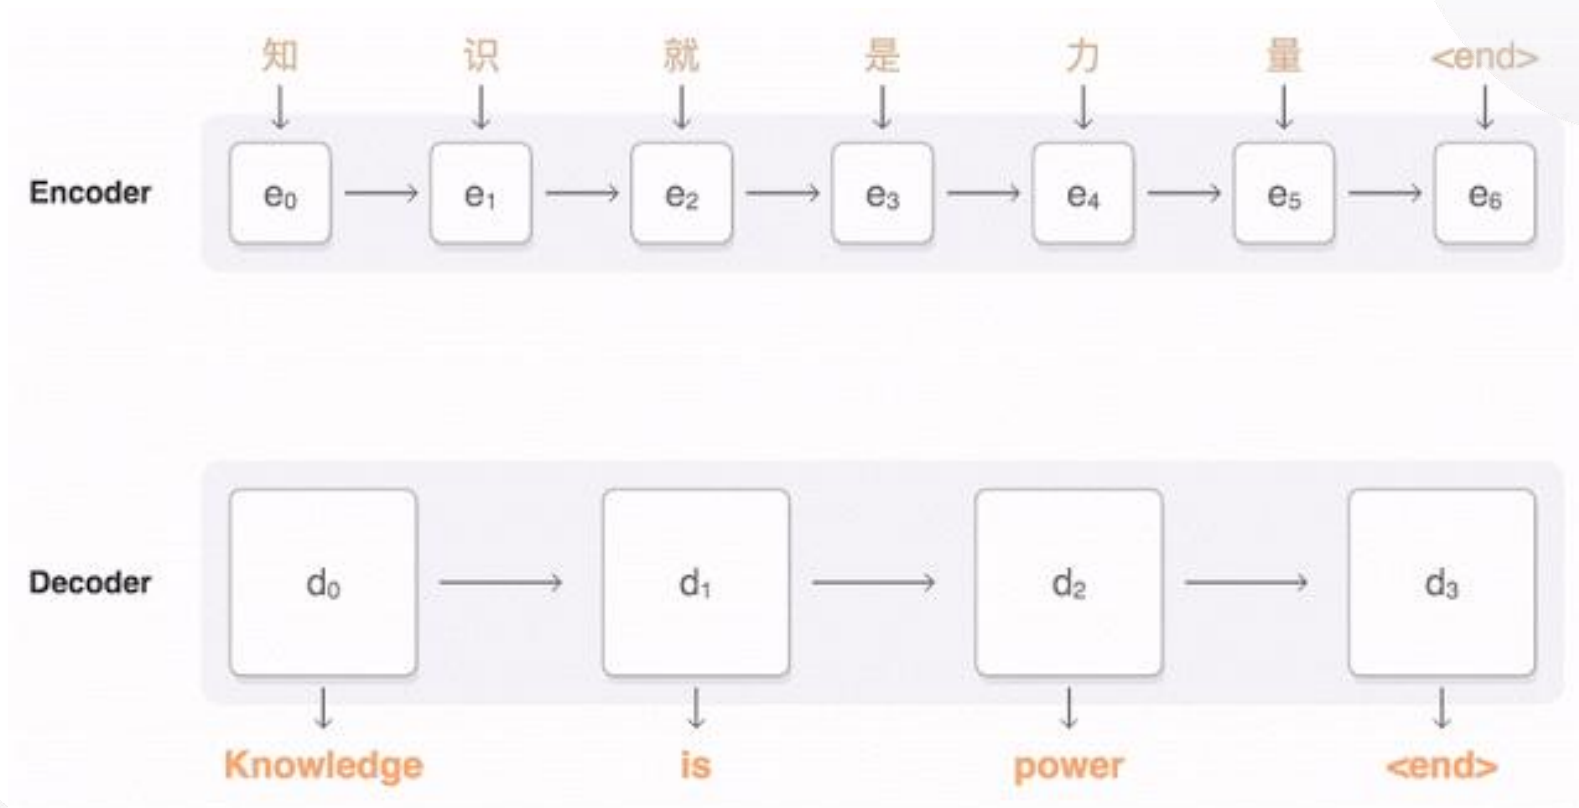 知 识 就 是 力 量 <end>
Encoder e₀ e₁ e₂ e₃ e₄ e₅ e₆
Decoder d₀ d₁ d₂ d₃
Knowledge is power <end>